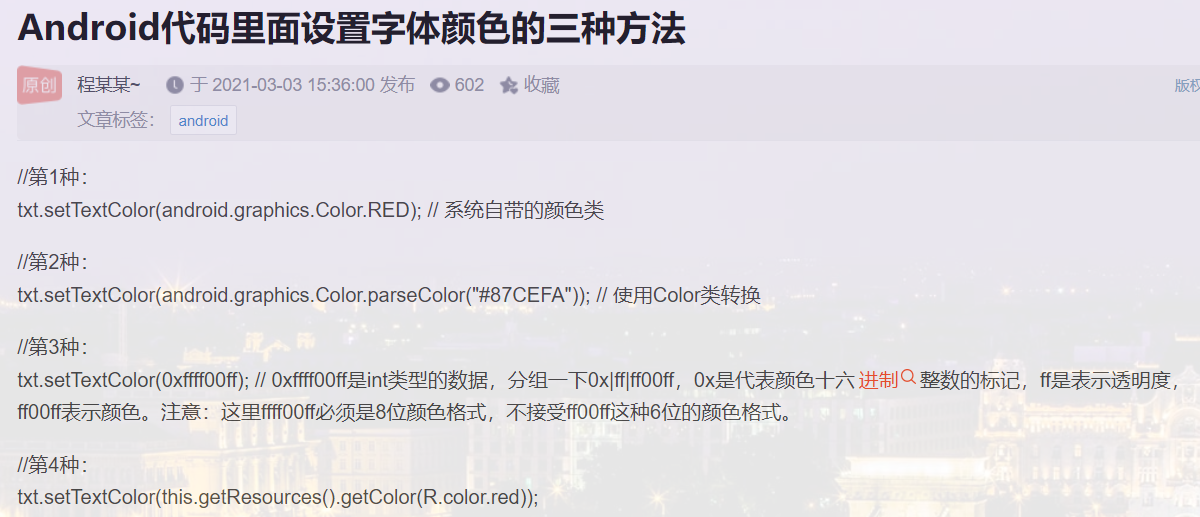 Android代码里面设置字体颜色的三种方法
原创 程某某~ 于 2021-03-03 15:36:00 发布 602 收藏 版权
文章标签： android
//第1种：
txt.setTextColor(android.graphics.Color.RED); // 系统自带的颜色类
//第2种：
txt.setTextColor(android.graphics.Color.parseColor("#87CEFA")); // 使用Color类转换
//第3种：
txt.setTextColor(0xffff00ff); // 0xffff00ff是int类型的数据，分组一下0x|ff|ff00ff，0x是代表颜色十六 进制 整数的标记，ff是表示透明度，
ff00ff表示颜色。注意：这里ffff00ff必须是8位颜色格式，不接受ff00ff这种6位的颜色格式。
//第4种：
txt.setTextColor(this.getResources().getColor(R.color.red));